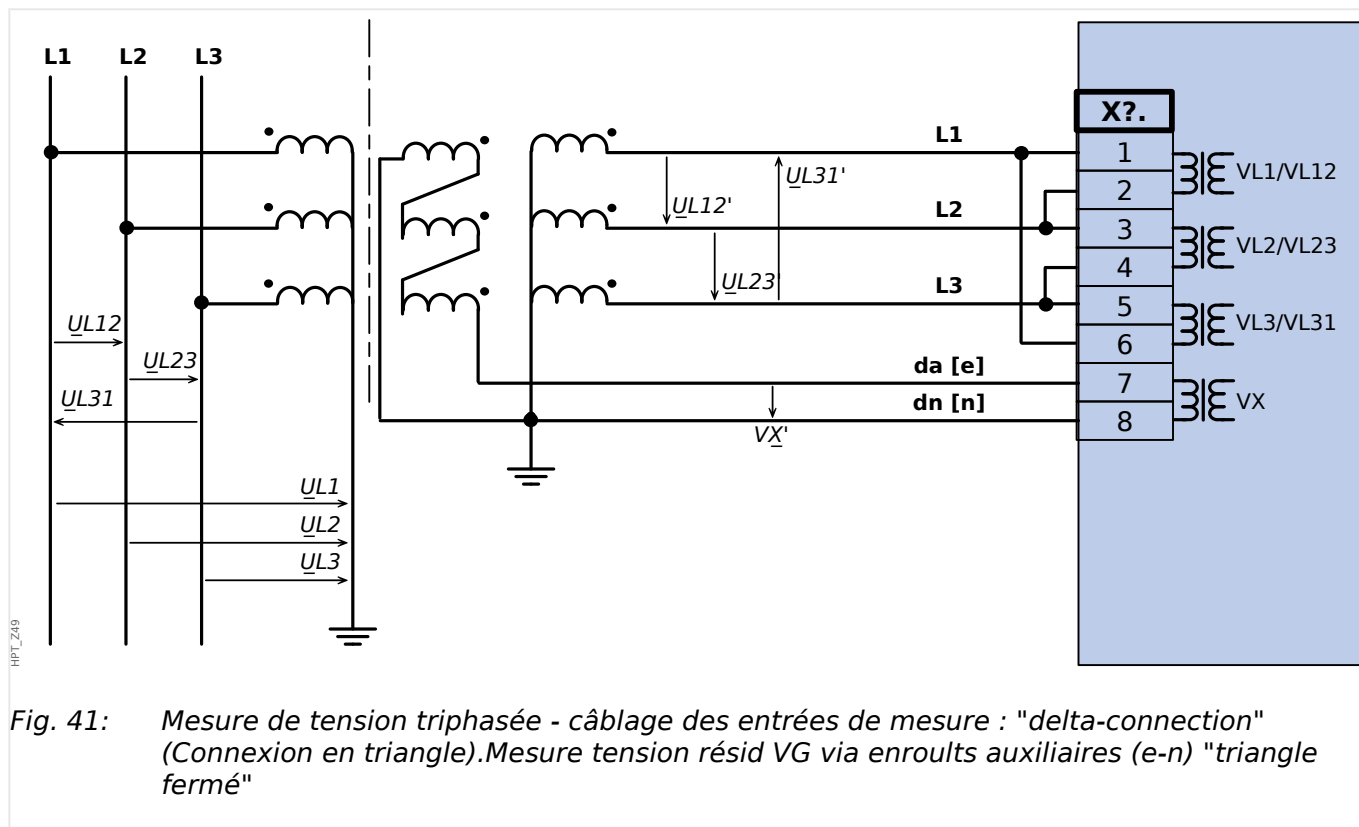 L1 L2 L3
X?.
1
2
3
4
5
6
7
8
VL1/VL12
VL2/VL23
VL3/VL31
VX
L1
L2
L3
da [e]
dn [n]
UL31'
UL12'
UL23'
VX'
UL12
UL23
UL31
UL1
UL2
UL3
HPT_Z49
Fig. 41: Mesure de tension triphasée - câblage des entrées de mesure : "delta-connection"
(Connexion en triangle).Mesure tension résid VG via enroults auxiliaires (e-n) "triangle
fermé"